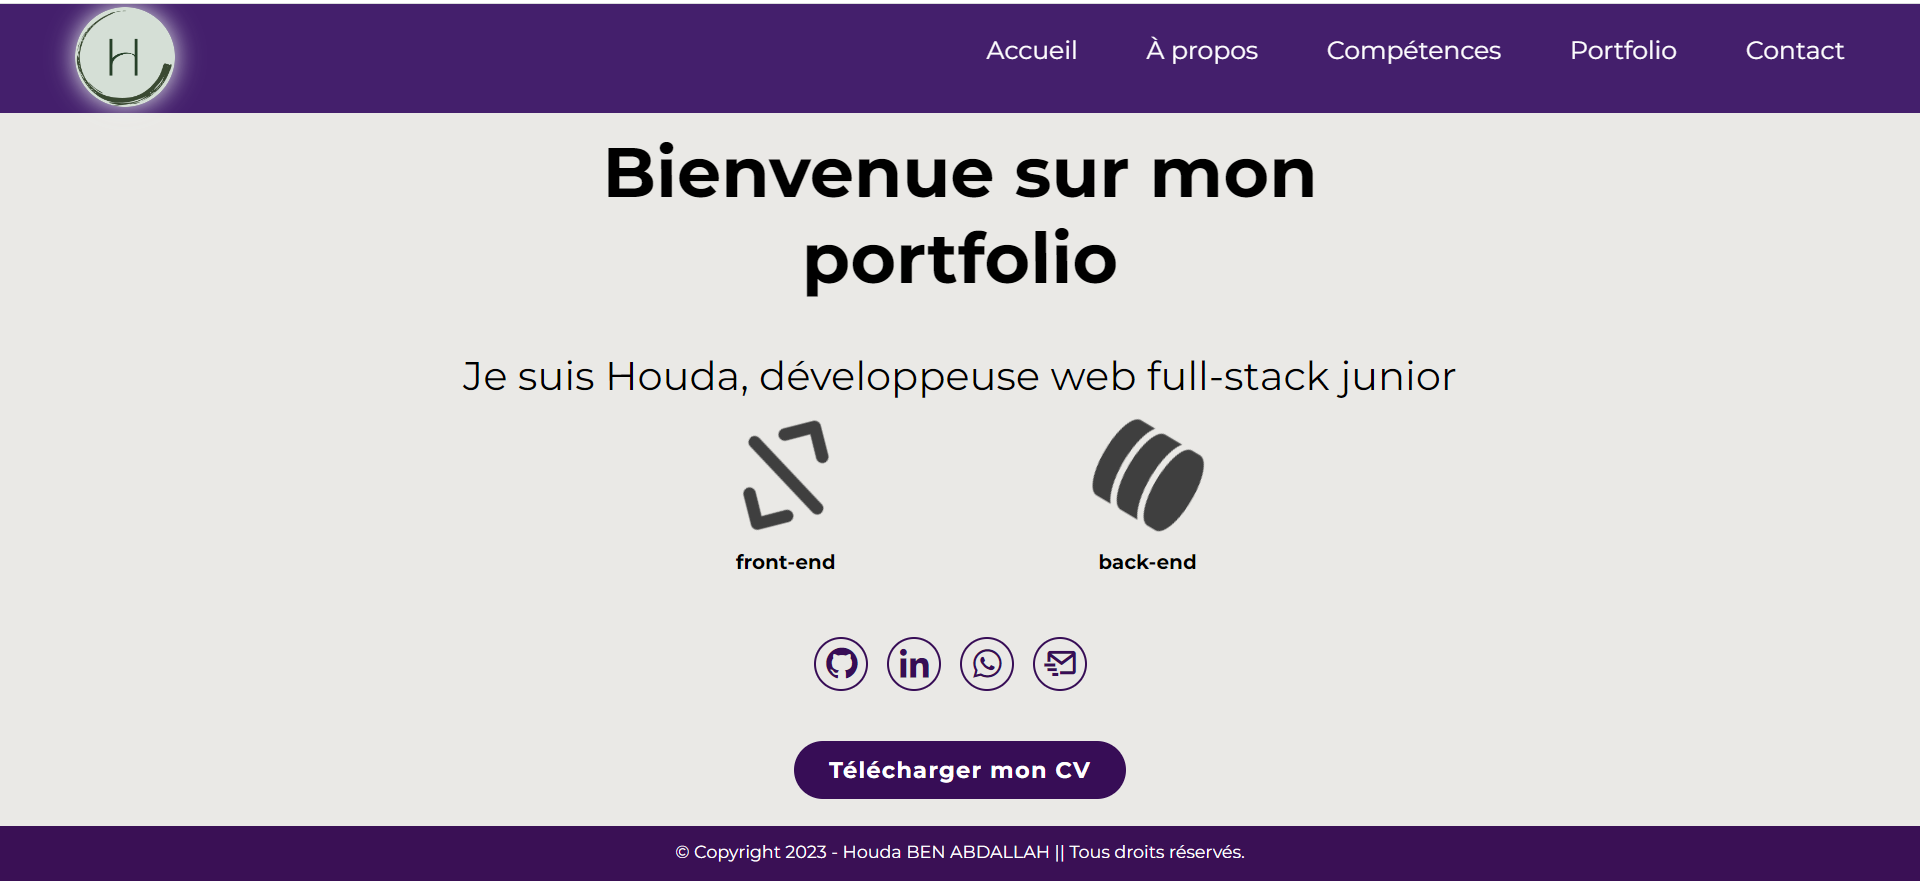 H
Accueil À propos Compétences Portfolio Contact
Bienvenue sur mon
portfolio
Je suis Houda, développeuse web full-stack junior
front-end back-end
in
Télécharger mon CV
© Copyright 2023 - Houda BEN ABDALLAH || Tous droits réservés.